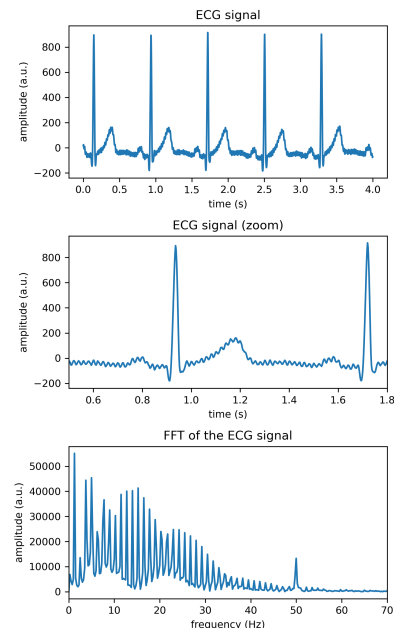 ECG signal
800
600
400
200
0
−200
amplitude (a.u.)
0.0 0.5 1.0 1.5 2.0 2.5 3.0 3.5 4.0
time (s)
ECG signal (zoom)
800
600
400
200
0
−200
amplitude (a.u.)
0.6 0.8 1.0 1.2 1.4 1.6 1.8
time (s)
FFT of the ECG signal
50000
40000
30000
20000
10000
0
amplitude (a.u.)
0 10 20 30 40 50 60 70
frequency (Hz)